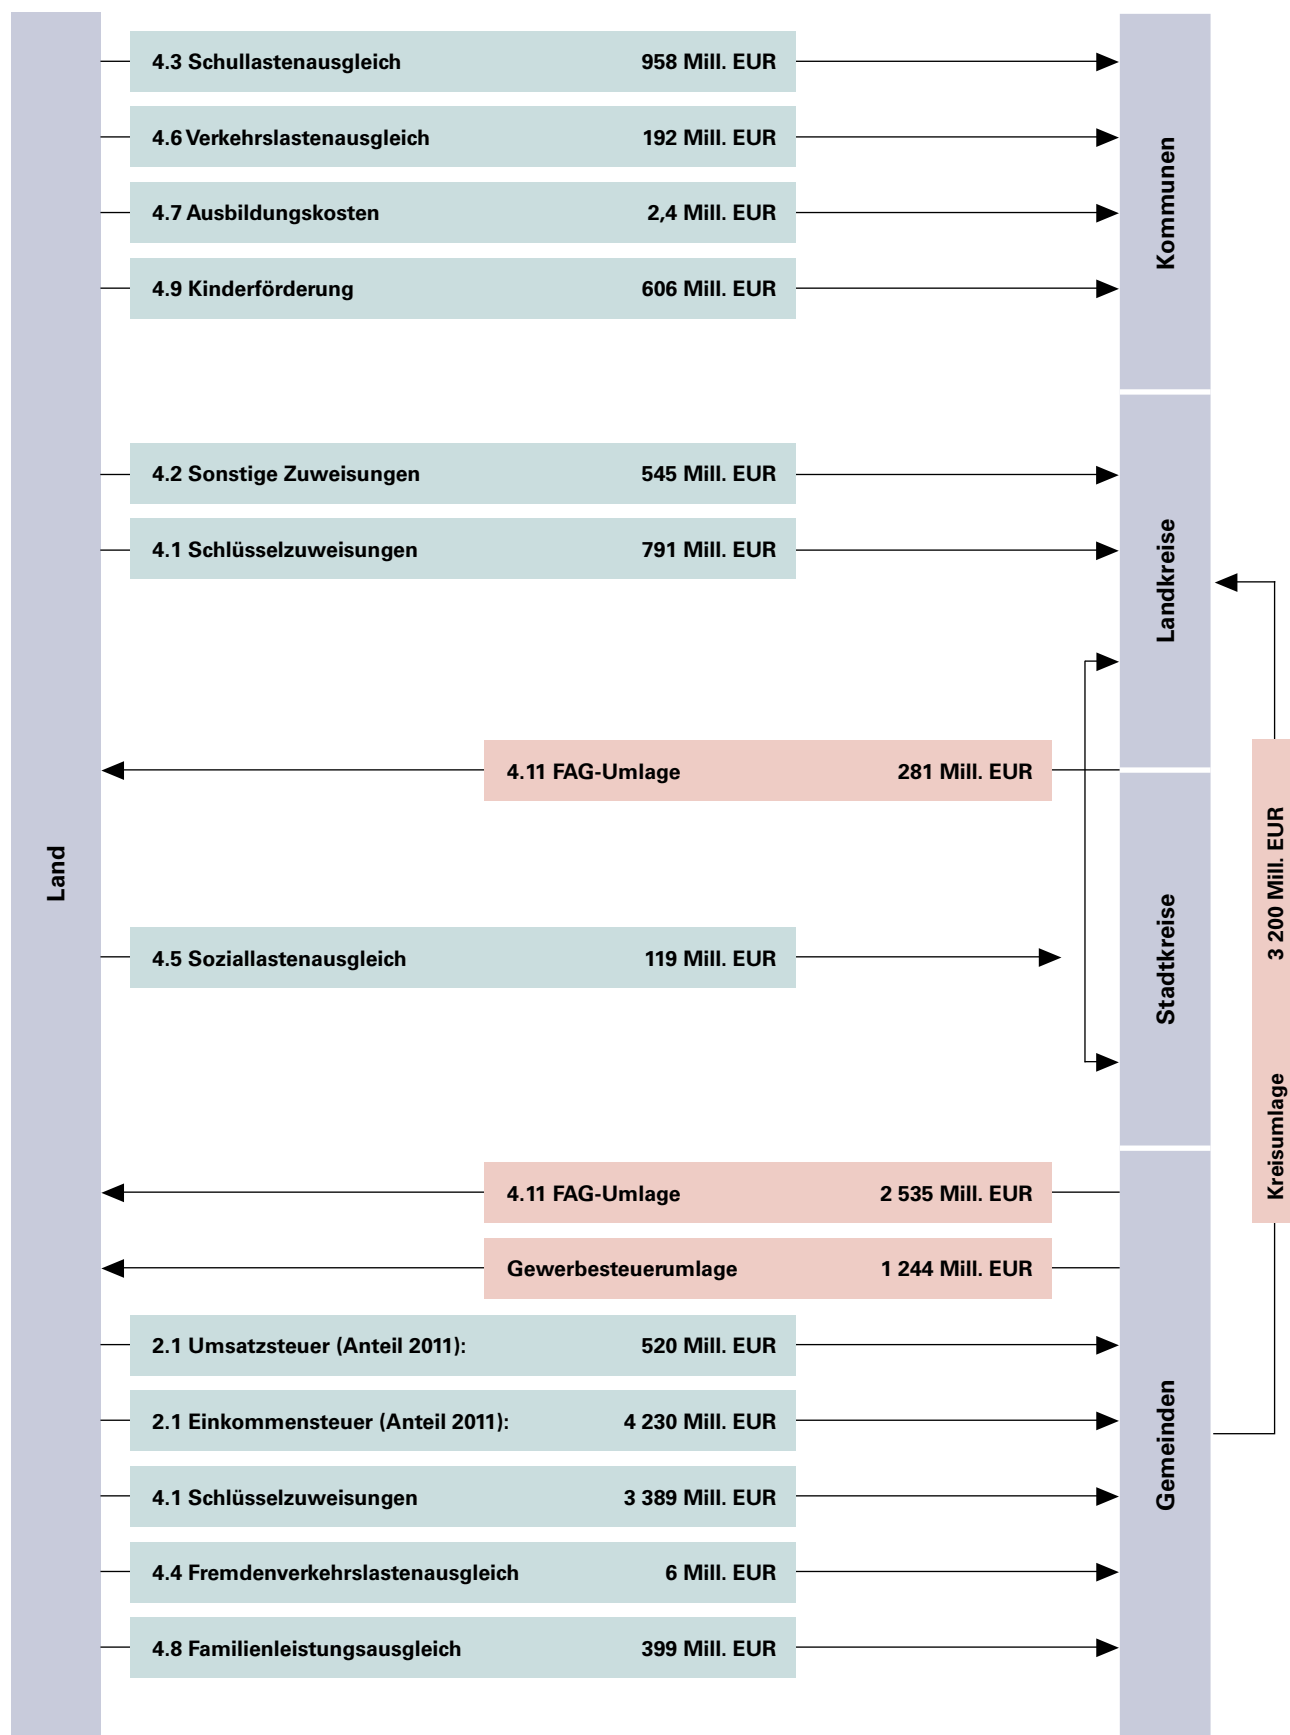 Land
4.3 Schullastenausgleich 958 Mill. EUR
4.6 Verkehrslastenausgleich 192 Mill. EUR
4.7 Ausbildungskosten 2,4 Mill. EUR
4.9 Kinderförderung 606 Mill. EUR
Kommunen
4.2 Sonstige Zuweisungen 545 Mill. EUR
4.1 Schlüsselzuweisungen 791 Mill. EUR
Landkreise
4.11 FAG-Umlage 281 Mill. EUR
4.5 Soziallastenausgleich 119 Mill. EUR
Stadtkreise
Kreisumlage 3 200 Mill. EUR
4.11 FAG-Umlage 2 535 Mill. EUR
Gewerbesteuerumlage 1 244 Mill. EUR
2.1 Umsatzsteuer (Anteil 2011): 520 Mill. EUR
2.1 Einkommensteuer (Anteil 2011): 4 230 Mill. EUR
4.1 Schlüsselzuweisungen 3 389 Mill. EUR
4.4 Fremdenverkehrslastenausgleich 6 Mill. EUR
4.8 Familienleistungsausgleich 399 Mill. EUR
Gemeinden